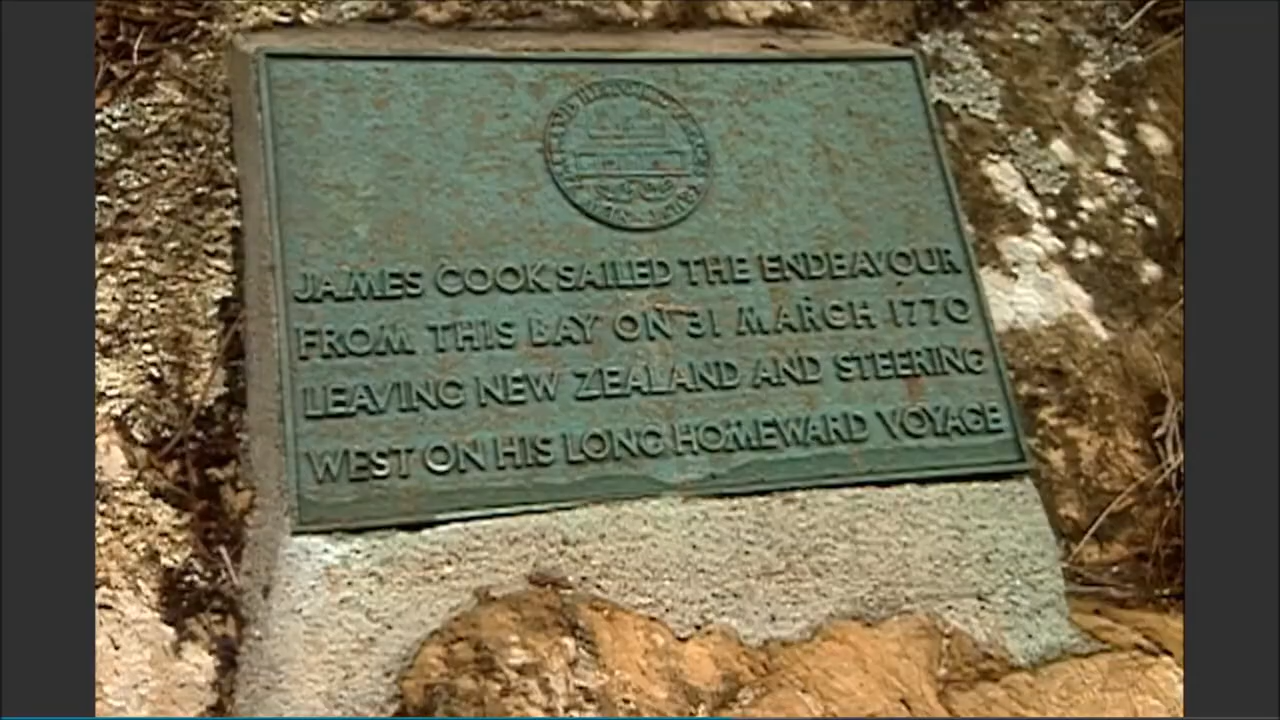 JAMES COOK SAILED THE ENDEAVOUR
FROM THIS BAY ON 31 MARCH 1770
LEAVING NEW ZEALAND AND STEERING
WEST ON HIS LONG HOMEWARD VOYAGE